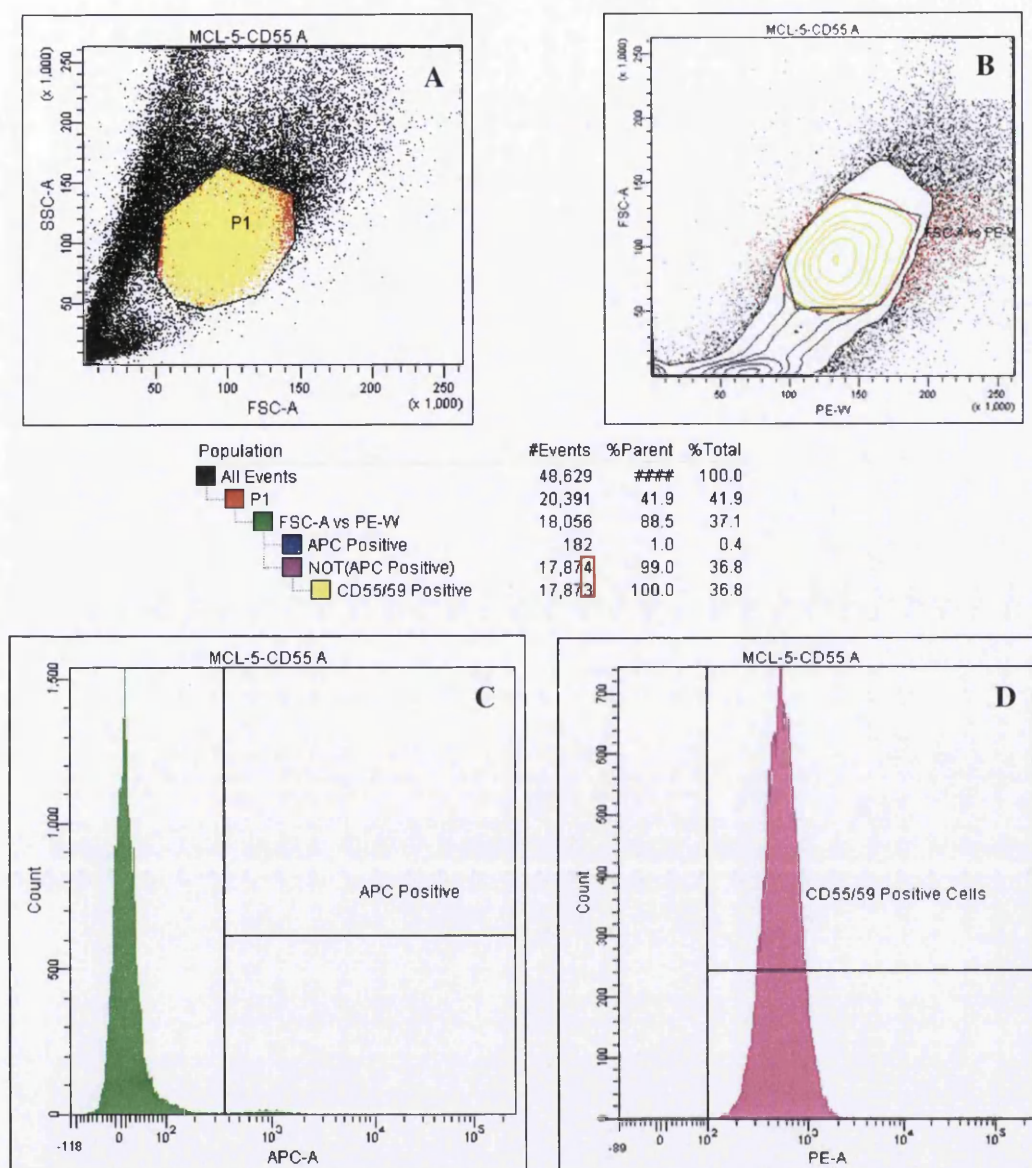 MCL-5-CD55 A
A
SSC-A
(x 1,000)
50 100 150 200 250
P1
50 100 150 200 250
(x 1,000)
FSC-A
MCL-5-CD55 A
B
FSC-A
(x 1,000)
50 100 150 200 250
FSC-A vs PE-W
50 100 150 200 250
(x 1,000)
PE-W
Population #Events %Parent %Total
All Events 48,629 #### 100.0
P1 20,391 41.9 41.9
FSC-A vs PE-W 18,056 88.5 37.1
APC Positive 182 1.0 0.4
NOT(APC Positive) 17,874 99.0 36.8
CD55/59 Positive 17,873 100.0 36.8
MCL-5-CD55 A
C
Count
0 500 1,000 1,500
APC Positive
-118 0 10² 10³ 10⁴ 10⁵
APC-A
MCL-5-CD55 A
D
Count
0 100 200 300 400 500 600 700
CD55/59 Positive Cells
-89 0 10² 10³ 10⁴ 10⁵
PE-A